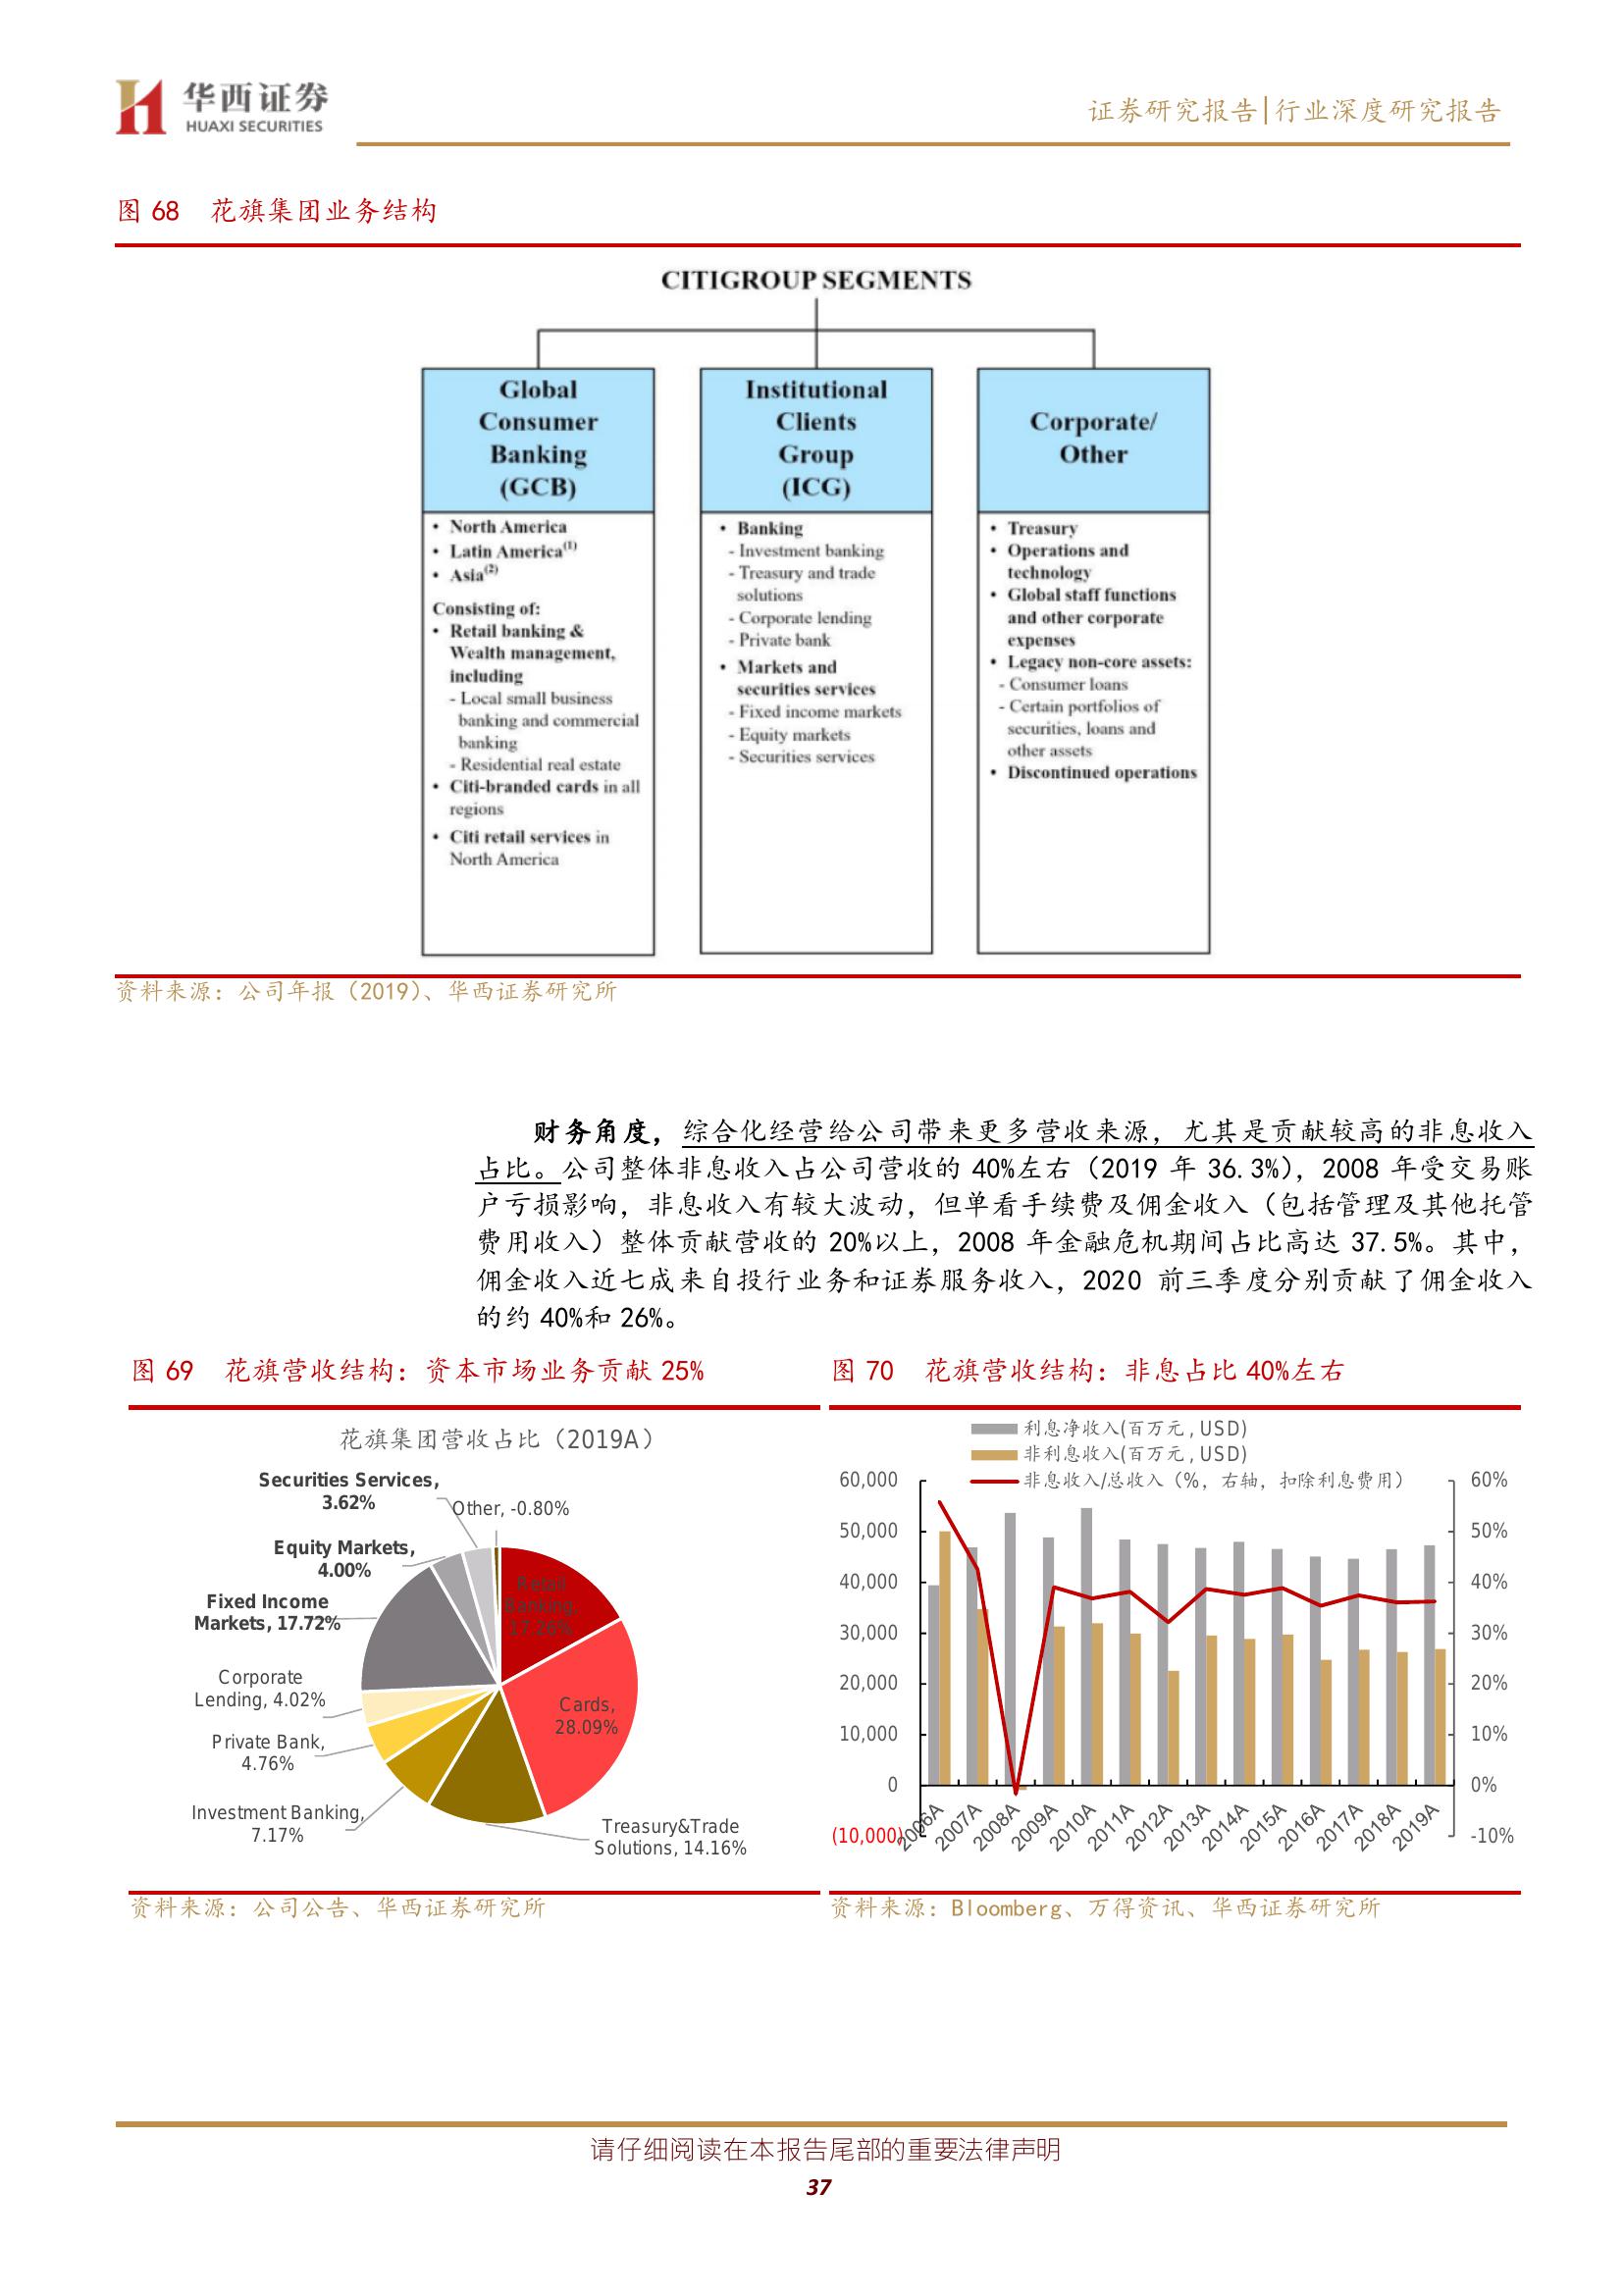 华西证券
HUAXI SECURITIES
证券研究报告|行业深度研究报告
图 68 花旗集团业务结构
CITIGROUP SEGMENTS
Global
Consumer
Banking
(GCB)
• North America
• Latin America(1)
• Asia(2)
Consisting of:
• Retail banking &
Wealth management,
including
- Local small business
banking and commercial
banking
- Residential real estate
• Citi-branded cards in all
regions
• Citi retail services in
North America
Institutional
Clients
Group
(ICG)
• Banking
- Investment banking
- Treasury and trade
solutions
- Corporate lending
- Private bank
• Markets and
securities services
- Fixed income markets
- Equity markets
- Securities services
Corporate/
Other
• Treasury
• Operations and
technology
• Global staff functions
and other corporate
expenses
• Legacy non-core assets:
- Consumer loans
- Certain portfolios of
securities, loans and
other assets
• Discontinued operations
资料来源：公司年报（2019）、华西证券研究所
财务角度，综合化经营给公司带来更多营收来源，尤其是贡献较高的非息收入
占比。公司整体非息收入占公司营收的 40%左右（2019 年 36.3%），2008 年受交易账
户亏损影响，非息收入有较大波动，但单看手续费及佣金收入（包括管理及其他托管
费用收入）整体贡献营收的 20%以上，2008 年金融危机期间占比高达 37.5%。其中，
佣金收入近七成来自投行业务和证券服务收入，2020 前三季度分别贡献了佣金收入
的约 40%和 26%。
图 69 花旗营收结构：资本市场业务贡献 25%
花旗集团营收占比（2019A）
Securities Services,
3.62%
Other, -0.80%
Equity Markets,
4.00%
Fixed Income
Markets, 17.72%
Corporate
Lending, 4.02%
Private Bank,
4.76%
Investment Banking,
7.17%
Treasury&Trade
Solutions, 14.16%
Cards,
28.09%
Retail
Banking,
17.26%
资料来源：公司公告、华西证券研究所
图 70 花旗营收结构：非息占比 40%左右
利息净收入(百万元, USD)
非利息收入(百万元, USD)
非息收入/总收入（%，右轴，扣除利息费用）
60,000
50,000
40,000
30,000
20,000
10,000
0
(10,000)
60%
50%
40%
30%
20%
10%
0%
-10%
2006A
2007A
2008A
2009A
2010A
2011A
2012A
2013A
2014A
2015A
2016A
2017A
2018A
2019A
资料来源：Bloomberg、万得资讯、华西证券研究所
请仔细阅读在本报告尾部的重要法律声明
37